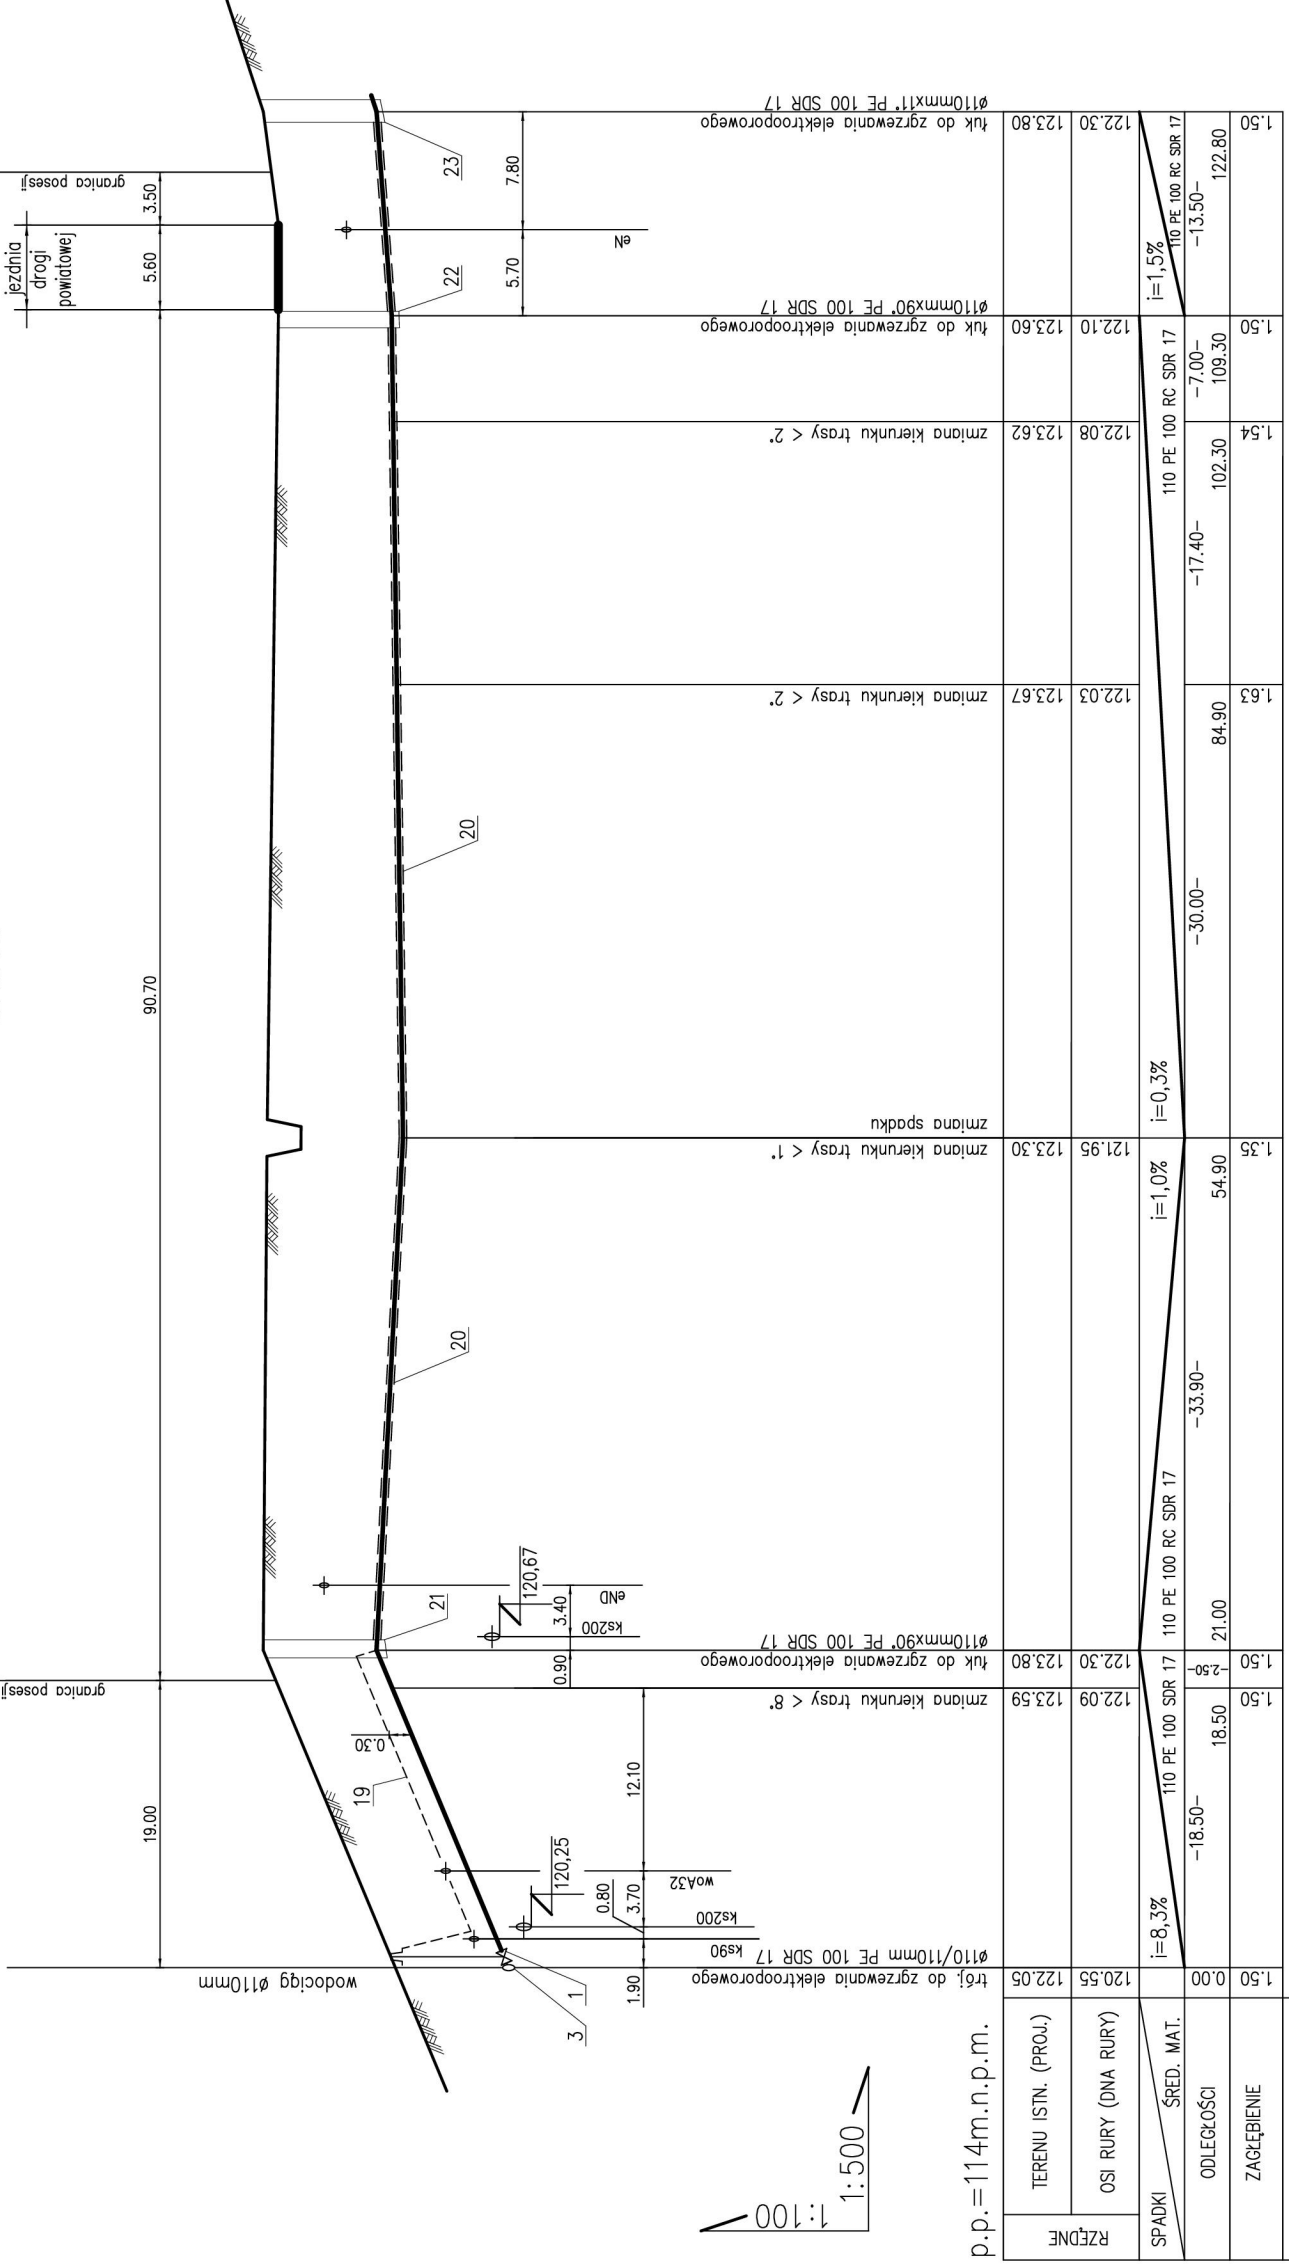 granica posesji
granica posesji
jezdnia
drogi
powiatowej
19.00
90.70
5.60
3.50
wodociąg ø110mm
19
0.30
21
20
20
22
23
3
1
1.90
0.80
3.70
12.10
120,25
0.90
3.40
120,67
5.70
7.80
ks90
ks200
woA32
ks200
eND
eN
1:100
1:500
p.p.=114m.n.p.m.
trój. do zgrzewania elektrooporowego
ø110/110mm PE 100 SDR 17
zmiana kierunku trasy < 8°
łuk do zgrzewania elektrooporowego
ø110mmx90° PE 100 SDR 17
zmiana kierunku trasy < 1°
zmiana spadku
zmiana kierunku trasy < 2°
zmiana kierunku trasy < 2°
łuk do zgrzewania elektrooporowego
ø110mmx90° PE 100 SDR 17
łuk do zgrzewania elektrooporowego
ø110mmx11° PE 100 SDR 17
RZĘDNE
TERENU ISTN. (PROJ.)
122.05 123.59 123.80 123.30 123.67 123.62 123.60 123.80
OSI RURY (DNA RURY)
120.55 122.09 122.30 121.95 122.03 122.08 122.10 122.30
SPADKI
ŚRED. MAT.
i=8,3% i=1,0% i=0,3% i=1,5%
110 PE 100 SDR 17 110 PE 100 RC SDR 17 110 PE 100 RC SDR 17 110 PE 100 RC SDR 17
ODLEGŁOŚCI
-18.50- -2.50- -33.90- -30.00- -17.40- -7.00- -13.50-
0.00 18.50 21.00 54.90 84.90 102.30 109.30 122.80
ZAGŁĘBIENIE
1.50 1.50 1.50 1.35 1.63 1.54 1.50 1.50